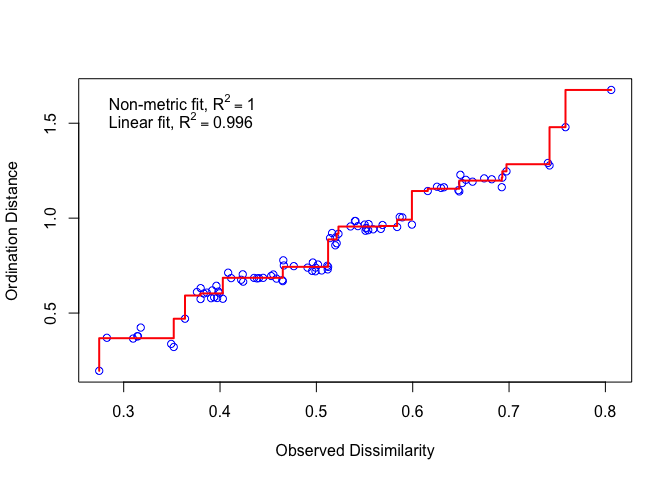 Non-metric fit, R² = 1
Linear fit, R² = 0.996
Ordination Distance
1.5
1.0
0.5
0.3 0.4 0.5 0.6 0.7 0.8
Observed Dissimilarity